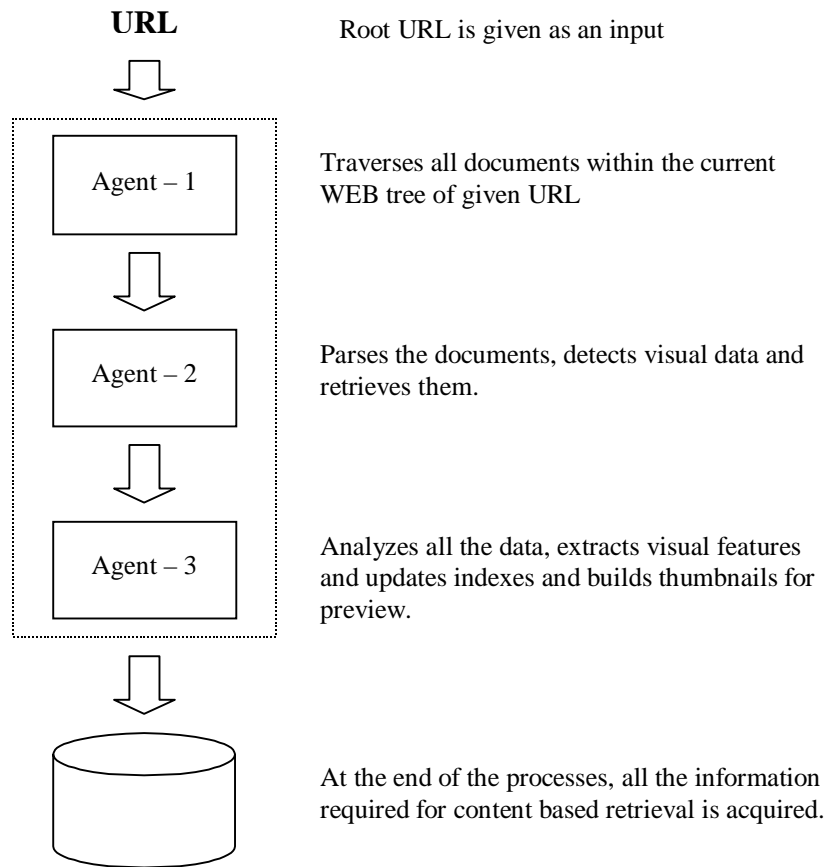 URL
Root URL is given as an input
Agent – 1
Traverses all documents within the current
WEB tree of given URL
Agent – 2
Parses the documents, detects visual data and
retrieves them.
Agent – 3
Analyzes all the data, extracts visual features
and updates indexes and builds thumbnails for
preview.
At the end of the processes, all the information
required for content based retrieval is acquired.